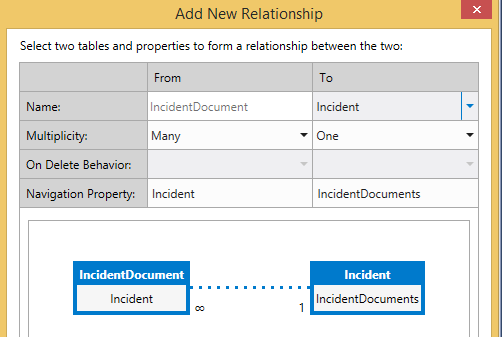 Add New Relationship
x
Select two tables and properties to form a relationship between the two:
From To
Name: IncidentDocument Incident
Multiplicity: Many One
On Delete Behavior:
Navigation Property: Incident IncidentDocuments
IncidentDocument Incident
Incident IncidentDocuments
∞ 1